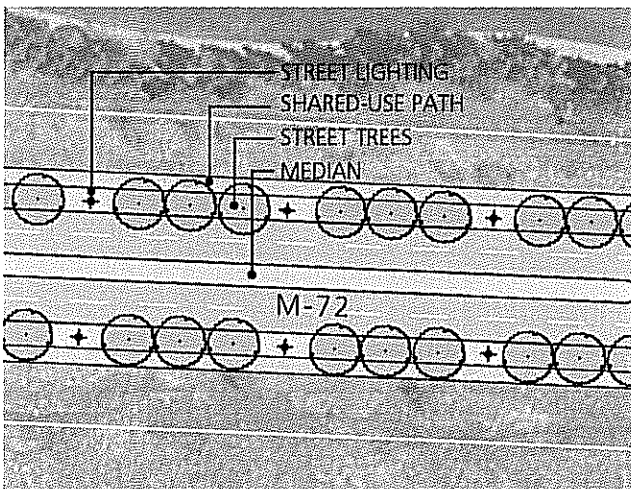 STREET LIGHTING
SHARED-USE PATH
STREET TREES
MEDIAN
M-72